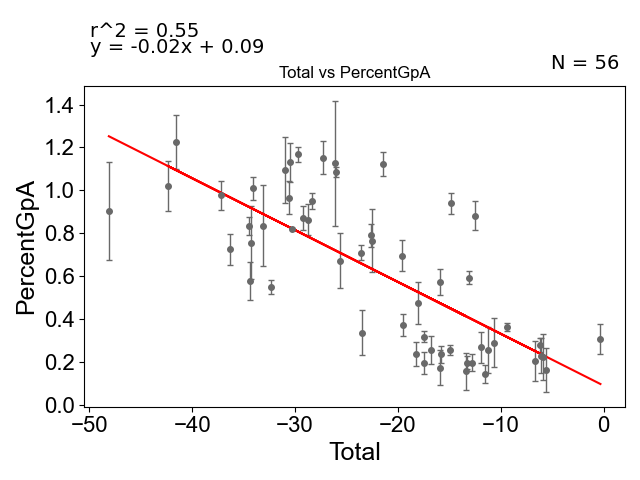 r^2 = 0.55
y = -0.02x + 0.09
N = 56
Total vs PercentGpA
PercentGpA
1.4
1.2
1.0
0.8
0.6
0.4
0.2
0.0
−50 −40 −30 −20 −10 0
Total